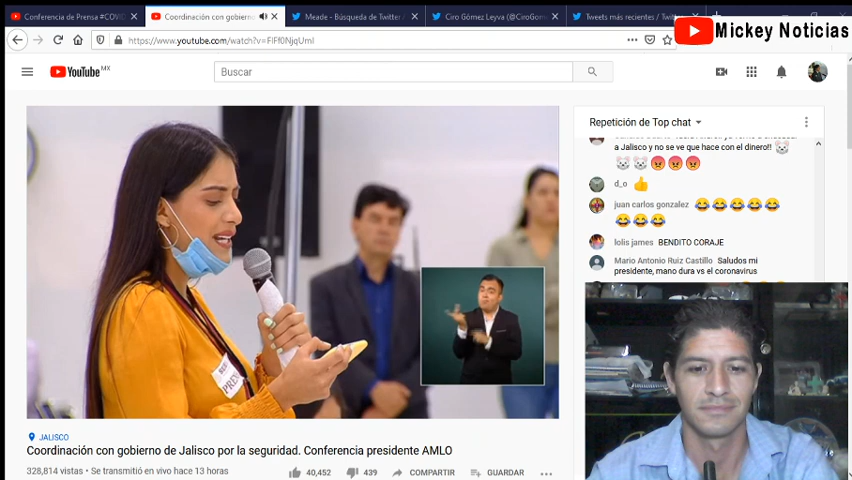 Conferencia de Prensa #COVID
Coordinación con gobierno
Meade - Búsqueda de Twitter /
Ciro Gómez Leyva (@CiroGom
Tweets más recientes / Twitt
Mickey Noticias
https://www.youtube.com/watch?v=FlFf0NjqUmI
YouTube MX
Buscar
Repetición de Top chat
a Jalisco y no se ve que hace con el dinero!!
d_o
juan carlos gonzalez
lolis james BENDITO CORAJE
Mario Antonio Ruiz Castillo Saludos mi
presidente, mano dura vs el coronavirus
PREN
JALISCO
Coordinación con gobierno de Jalisco por la seguridad. Conferencia presidente AMLO
328,814 vistas • Se transmitió en vivo hace 13 horas
40,452
439
COMPARTIR
GUARDAR